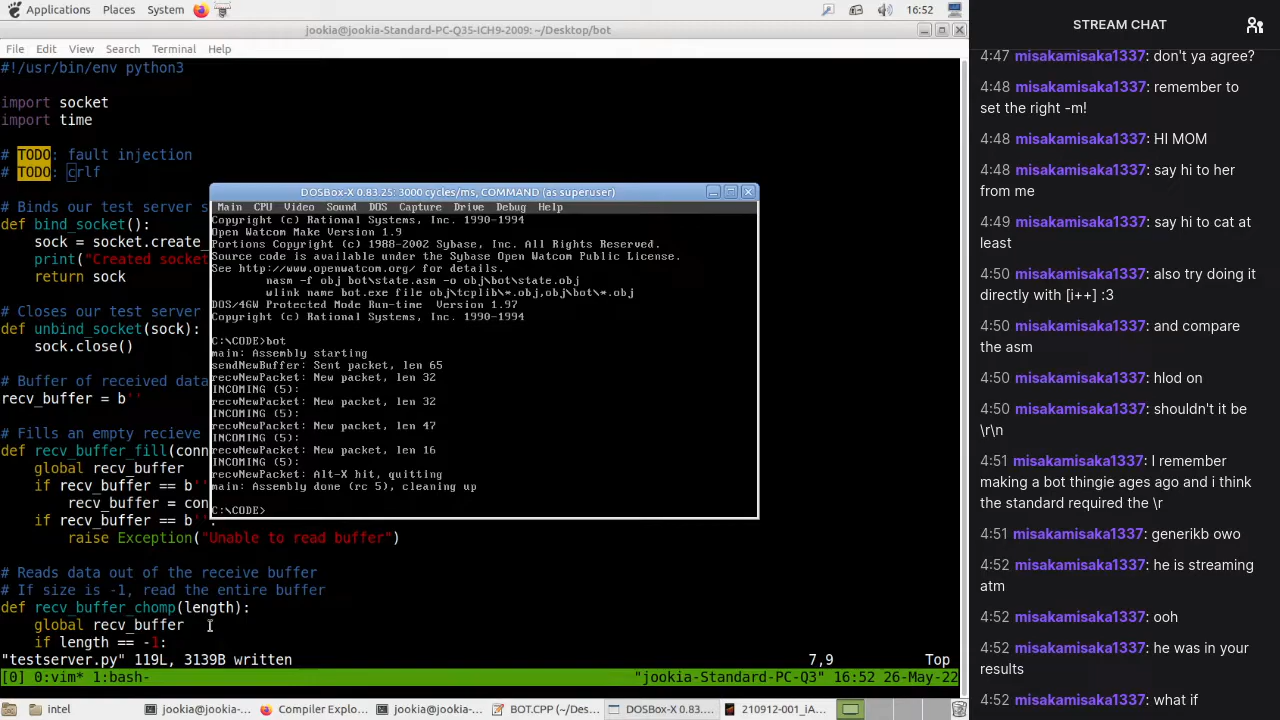 Applications Places System 16:52
jookia@jookia-Standard-PC-Q35-ICH9-2009: ~/Desktop/bot
File Edit View Search Terminal Help
#!/usr/bin/env python3
import socket
import time
# TODO: fault injection
# TODO: crlf
# Binds our test server s
def bind_socket():
sock = socket.create_
print("Created socket
return sock
# Closes our test server
def unbind_socket(sock):
sock.close()
# Buffer of received data
recv_buffer = b''
# Fills an empty recieve
def recv_buffer_fill(conn
global recv_buffer
if recv_buffer == b''
recv_buffer = con
if recv_buffer == b'':
raise Exception("Unable to read buffer")
# Reads data out of the receive buffer
# If size is -1, read the entire buffer
def recv_buffer_chomp(length):
global recv_buffer
if length == -1:
"testserver.py" 119L, 3139B written 7,9 Top
[0] 0:vim* 1:bash- "jookia-Standard-PC-Q3" 16:52 26-May-22
DOSBox-X 0.83.25: 3000 cycles/ms, COMMAND (as superuser)
Main CPU Video Sound DOS Capture Drive Debug Help
Copyright (c) Rational Systems, Inc. 1990-1994
Open Watcom Make Version 1.9
Portions Copyright (c) 1988-2002 Sybase, Inc. All Rights Reserved.
Source code is available under the Sybase Open Watcom Public License.
See http://www.openwatcom.org/ for details.
nasm -f obj bot\state.asm -o obj\bot\state.obj
wlink name bot.exe file obj\tcplib\*.obj,obj\bot\*.obj
DOS/4GW Protected Mode Run-time Version 1.97
Copyright (c) Rational Systems, Inc. 1990-1994
C:\CODE>bot
main: Assembly starting
sendNewBuffer: Sent packet, len 65
recvNewPacket: New packet, len 32
INCOMING (5):
recvNewPacket: New packet, len 32
INCOMING (5):
recvNewPacket: New packet, len 47
INCOMING (5):
recvNewPacket: New packet, len 16
INCOMING (5):
recvNewPacket: Alt-X hit, quitting
main: Assembly done (rc 5), cleaning up
C:\CODE>
intel jookia@jookia-... Compiler Explo... jookia@jookia-... BOT.CPP (~/Des... DOSBox-X 0.83.... 210912-001_iA...
STREAM CHAT
4:47 misakamisaka1337: don't ya agree?
4:48 misakamisaka1337: remember to
set the right -m!
4:48 misakamisaka1337: HI MOM
4:48 misakamisaka1337: say hi to her
from me
4:49 misakamisaka1337: say hi to cat at
least
4:50 misakamisaka1337: also try doing it
directly with [i++] :3
4:50 misakamisaka1337: and compare
the asm
4:50 misakamisaka1337: hlod on
4:50 misakamisaka1337: shouldn't it be
\r\n
4:51 misakamisaka1337: I remember
making a bot thingie ages ago and i think
the standard required the \r
4:51 misakamisaka1337: generikb owo
4:52 misakamisaka1337: he is streaming
atm
4:52 misakamisaka1337: ooh
4:52 misakamisaka1337: he was in your
results
4:52 misakamisaka1337: what if